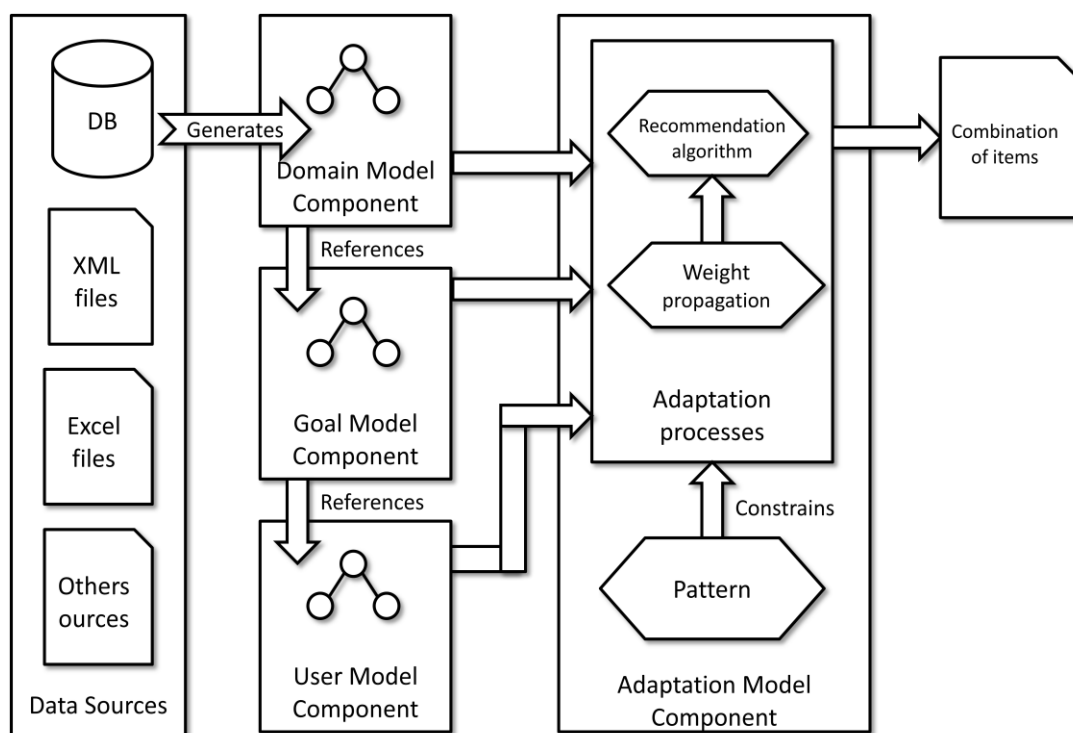 DB
XML
files
Excel
files
Others
ources
Data Sources
Generates
Domain Model
Component
References
Goal Model
Component
References
User Model
Component
Recommendation
algorithm
Weight
propagation
Adaptation
processes
Constrains
Pattern
Adaptation Model
Component
Combination
of items